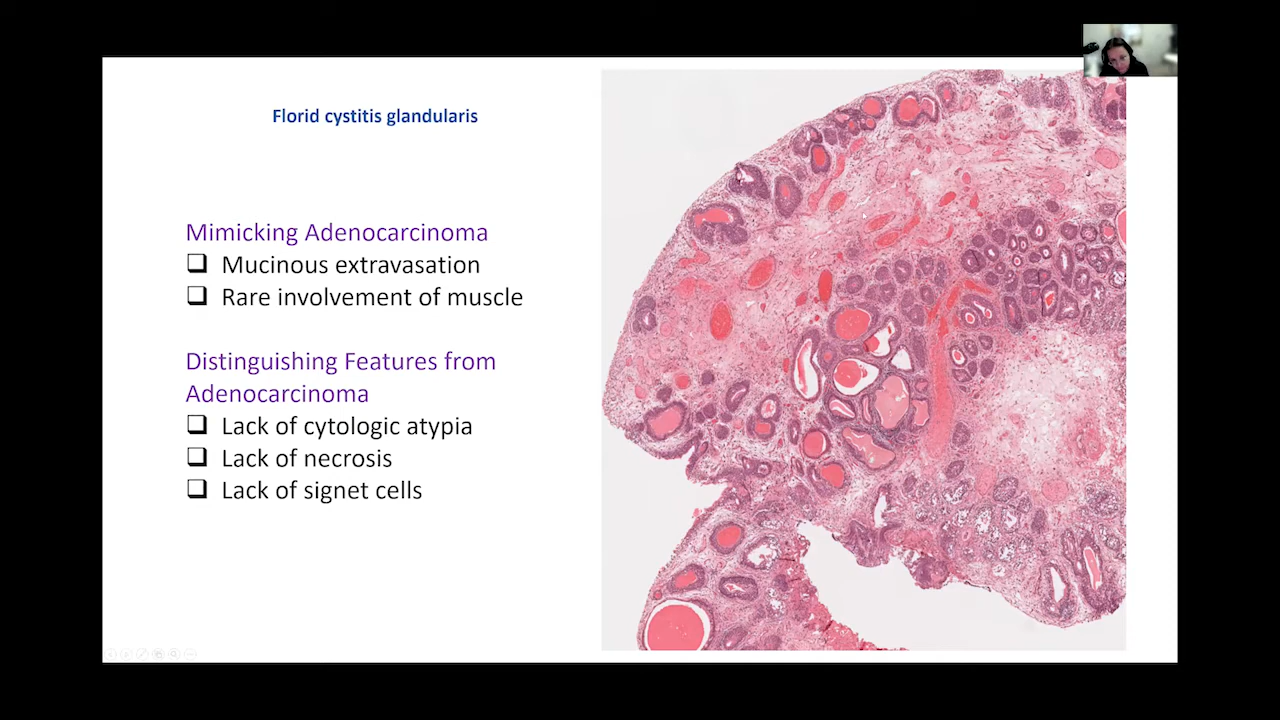 Florid cystitis glandularis
Mimicking Adenocarcinoma
Mucinous extravasation
Rare involvement of muscle
Distinguishing Features from
Adenocarcinoma
Lack of cytologic atypia
Lack of necrosis
Lack of signet cells